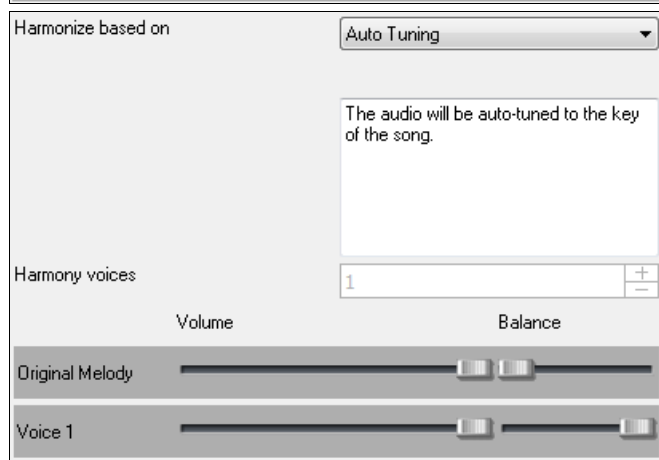 Harmonize based on
Auto Tuning
The audio will be auto-tuned to the key
of the song.
Harmony voices
1
Volume Balance
Original Melody
Voice 1